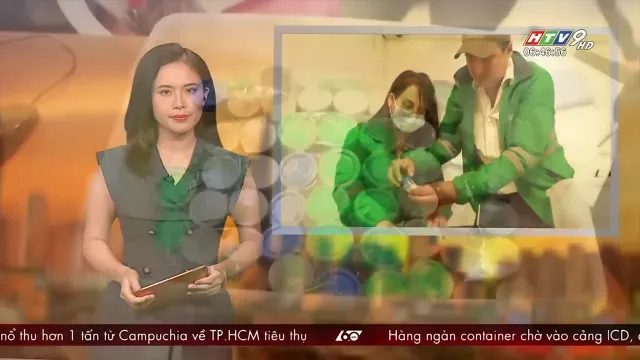 HTV9 HD
06:46:56
nổ thu hơn 1 tấn từ Campuchia về TP.HCM tiêu thụ 60 Hàng ngàn container chờ vào cảng ICD,